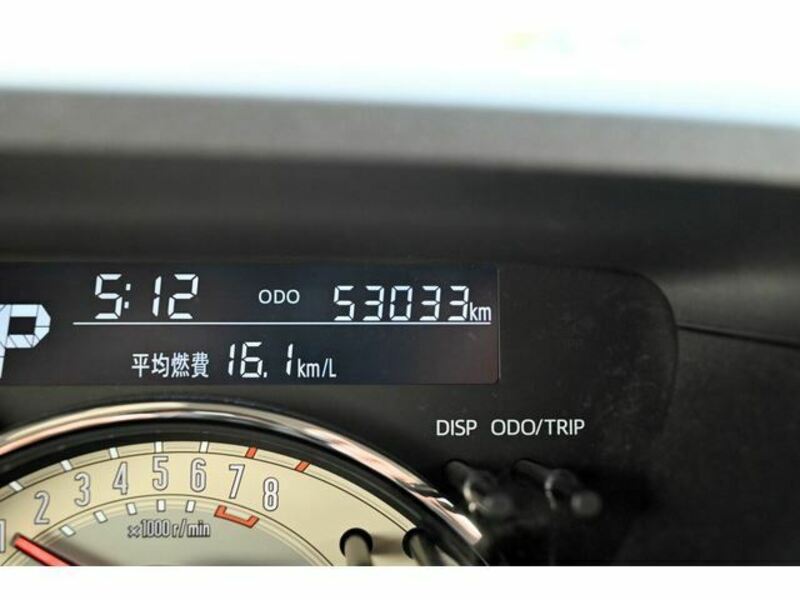 5:12 ODO 53033km
P
平均燃費 16.1km/L
DISP ODO/TRIP
1 2 3 4 5 6 7 8
×1000r/min